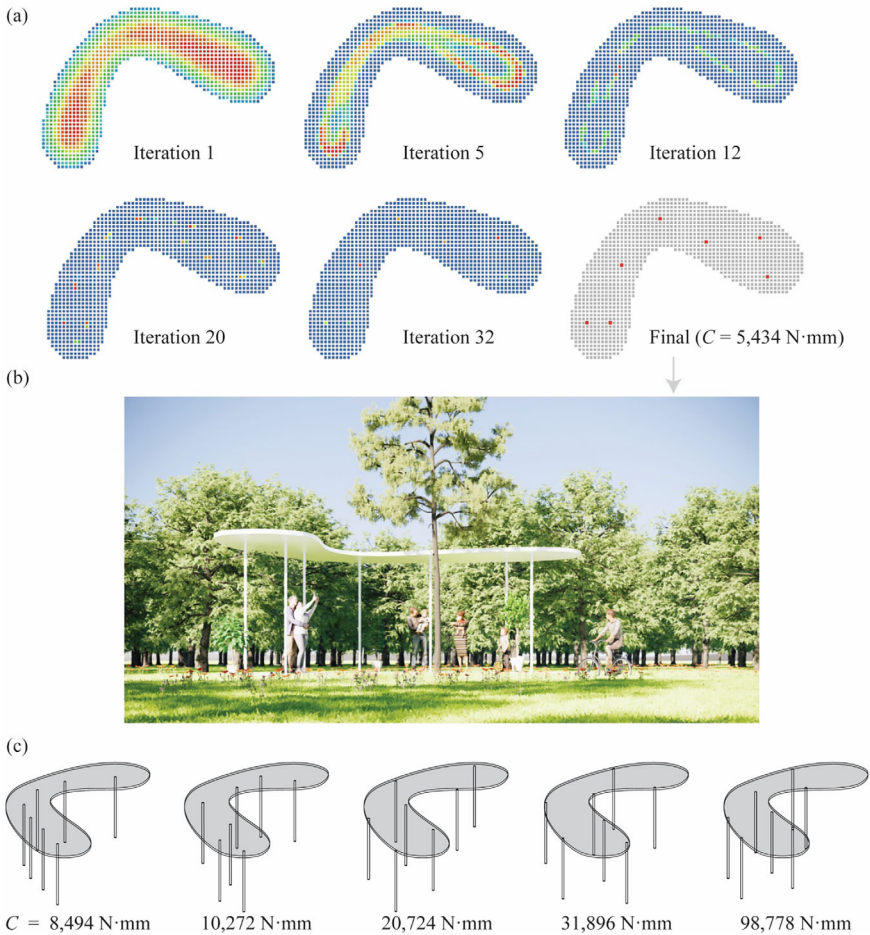 (a)
Iteration 1
Iteration 5
Iteration 12
Iteration 20
Iteration 32
Final (C = 5,434 N·mm)
(b)
(c)
C = 8,494 N·mm
10,272 N·mm
20,724 N·mm
31,896 N·mm
98,778 N·mm